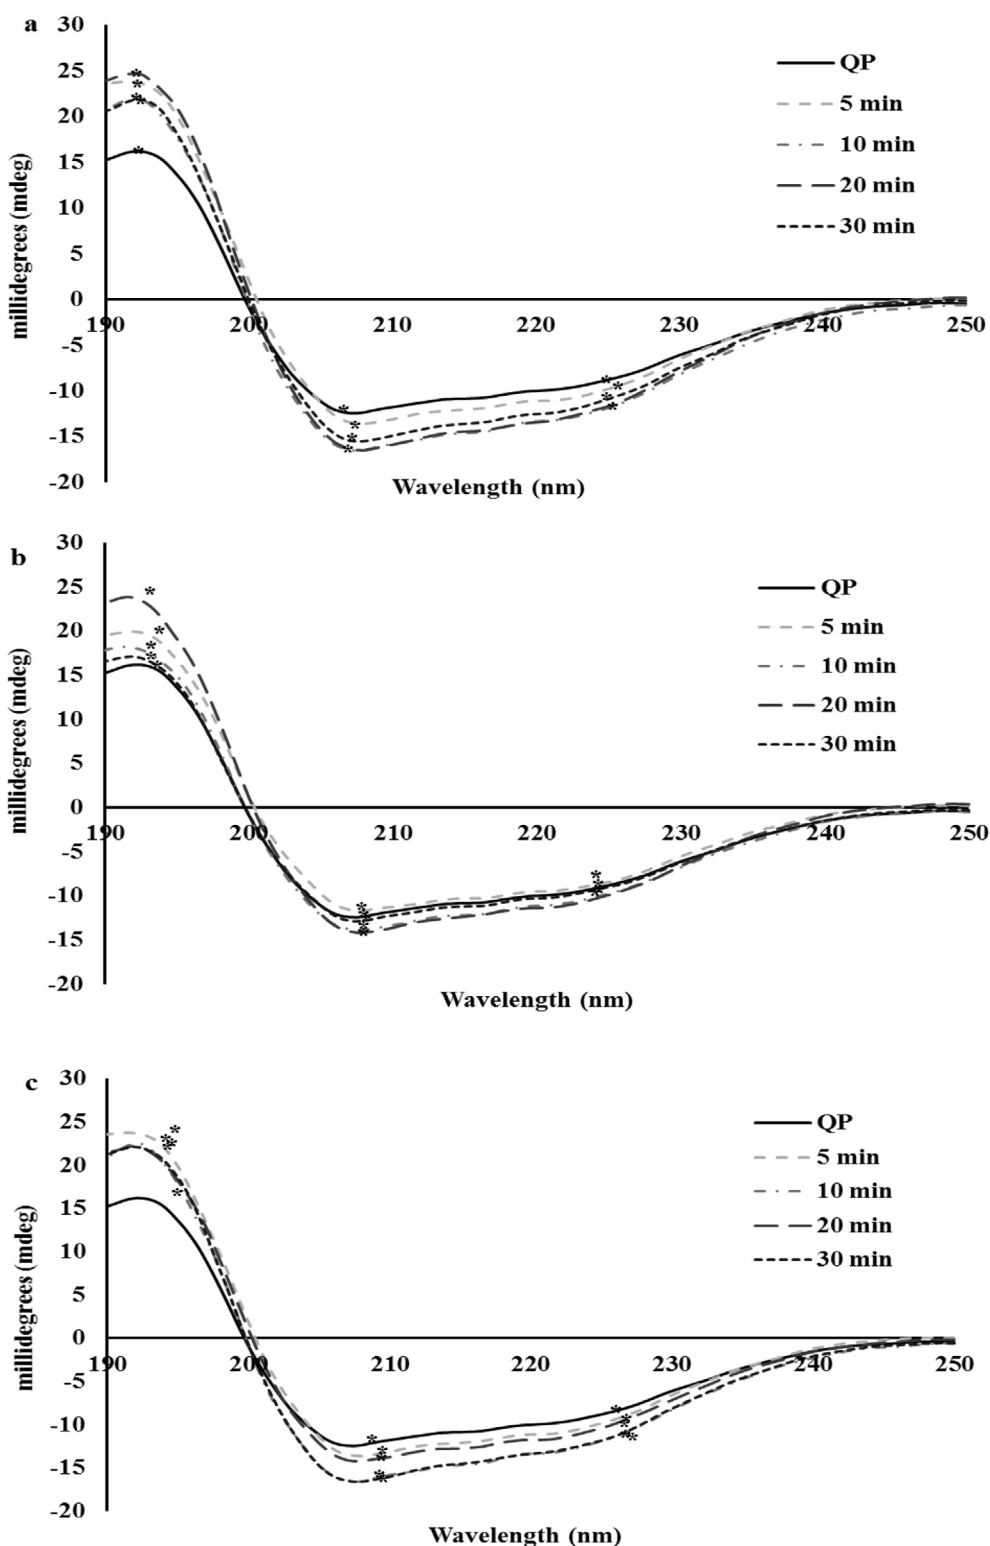 a
30
25
20
15
10
5
0
-5
-10
-15
-20
190 200 210 220 230 240 250
millidegrees (mdeg)
Wavelength (nm)
QP
5 min
10 min
20 min
30 min
b
30
25
20
15
10
5
0
-5
-10
-15
-20
190 200 210 220 230 240 250
millidegrees (mdeg)
Wavelength (nm)
QP
5 min
10 min
20 min
30 min
c
30
25
20
15
10
5
0
-5
-10
-15
-20
190 200 210 220 230 240 250
millidegrees (mdeg)
Wavelength (nm)
QP
5 min
10 min
20 min
30 min